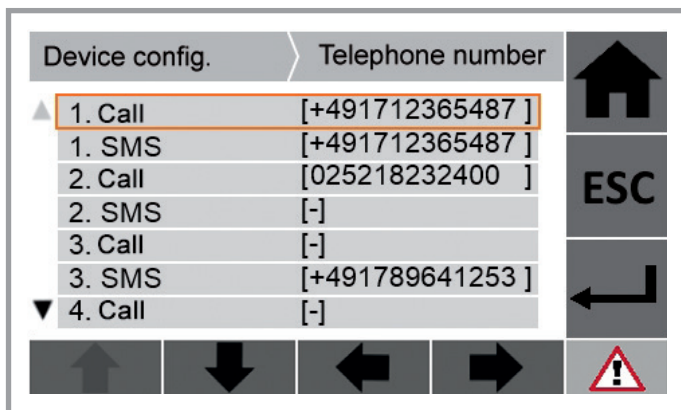 Device config. Telephone number
1. Call [+491712365487 ]
1. SMS [+491712365487 ]
2. Call [025218232400 ]
ESC
2. SMS [-]
3. Call [-]
3. SMS [+491789641253 ]
4. Call [-]